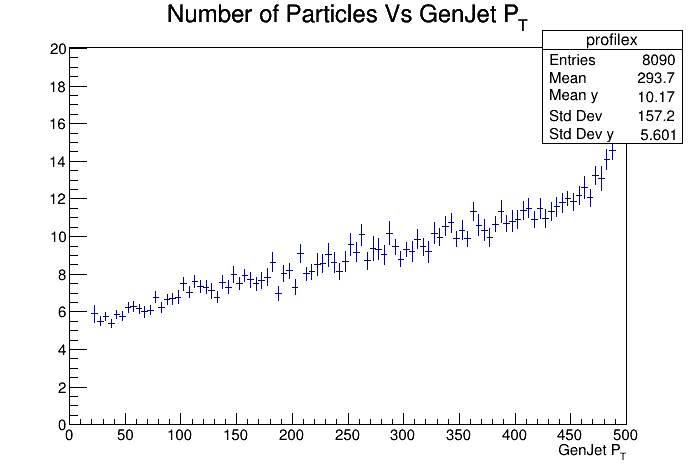 Number of Particles Vs GenJet PT
profilex
Entries 8090
Mean 293.7
Mean y 10.17
Std Dev 157.2
Std Dev y 5.601
20
18
16
14
12
10
8
6
4
2
0
0 50 100 150 200 250 300 350 400 450 500
GenJet PT